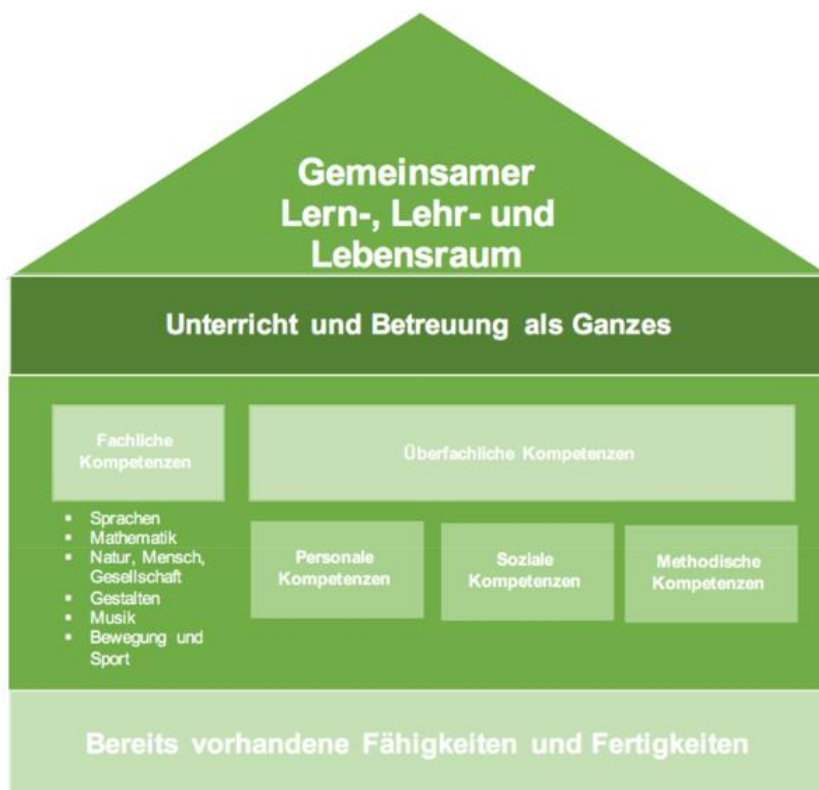 Gemeinsamer
Lern-, Lehr- und
Lebensraum
Unterricht und Betreuung als Ganzes
Fachliche
Kompetenzen
▪ Sprachen
▪ Mathematik
▪ Natur, Mensch,
Gesellschaft
▪ Gestalten
▪ Musik
▪ Bewegung und
Sport
Überfachliche Kompetenzen
Personale
Kompetenzen
Soziale
Kompetenzen
Methodische
Kompetenzen
Bereits vorhandene Fähigkeiten und Fertigkeiten